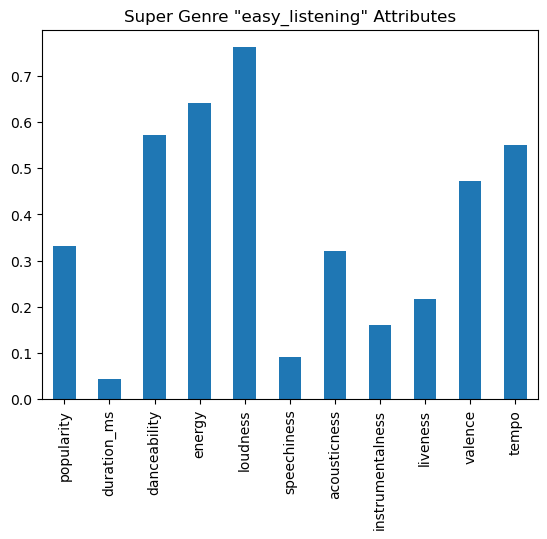 Super Genre "easy_listening" Attributes
0.7
0.6
0.5
0.4
0.3
0.2
0.1
0.0
popularity
duration_ms
danceability
energy
loudness
speechiness
acousticness
instrumentalness
liveness
valence
tempo